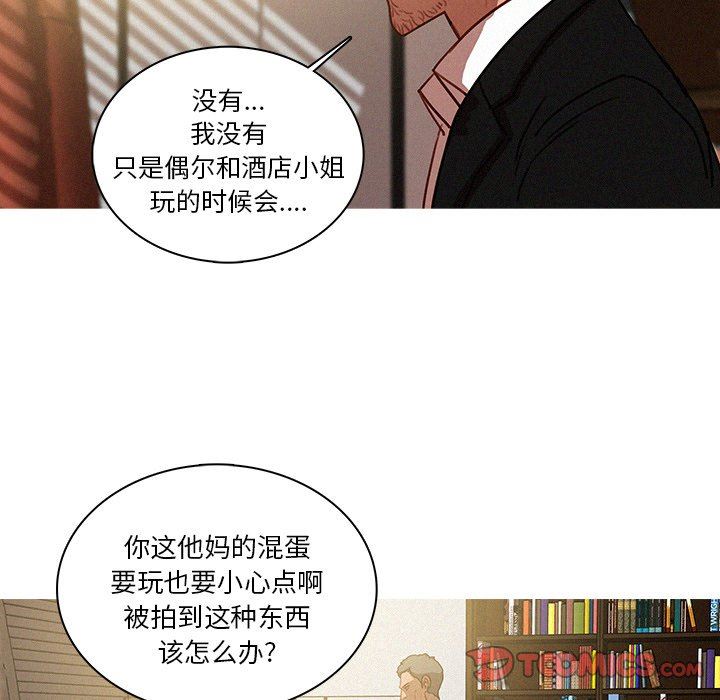 没有...
我没有
只是偶尔和酒店小姐
玩的时候会....
你这他妈的混蛋
要玩也要小心点啊
被拍到这种东西
该怎么办?
T WRIGH
DTEOMICS.COM